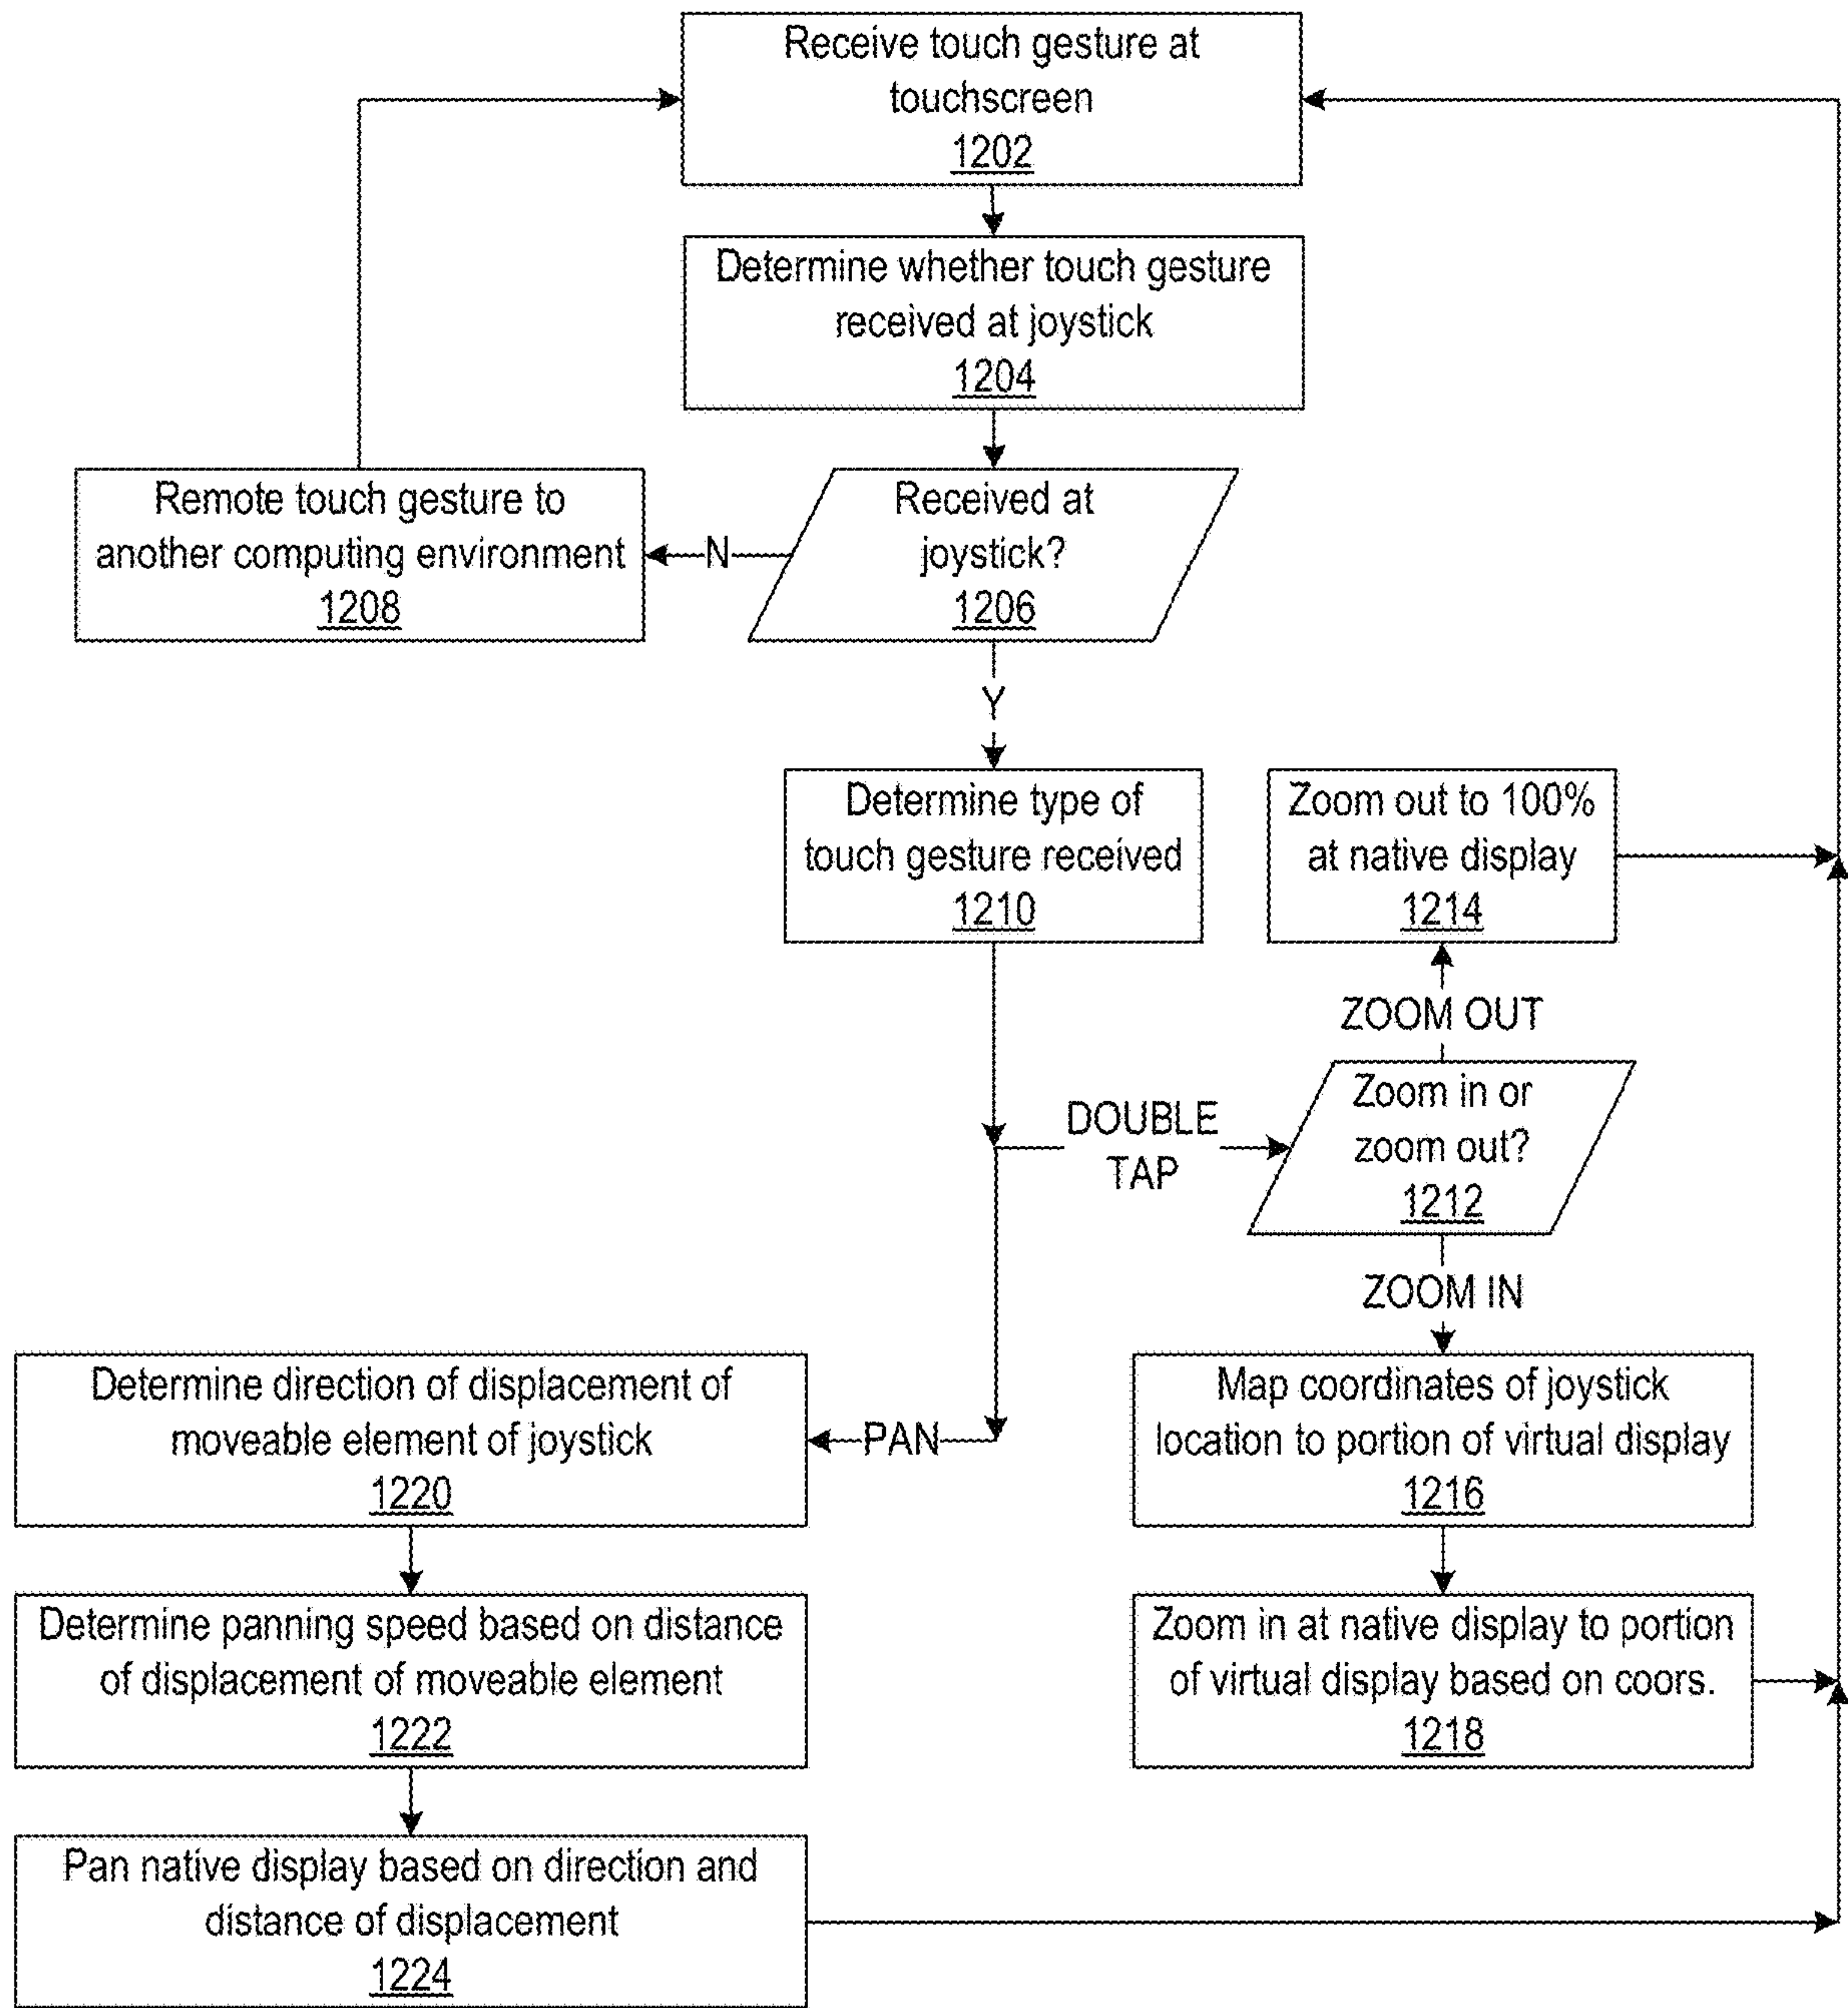 Receive touch gesture at
touchscreen
1202
Determine whether touch gesture
received at joystick
1204
Remote touch gesture to
another computing environment
1208
N
Received at
joystick?
1206
Y
Determine type of
touch gesture received
1210
Zoom out to 100%
at native display
1214
ZOOM OUT
DOUBLE
TAP
Zoom in or
zoom out?
1212
ZOOM IN
Determine direction of displacement of
moveable element of joystick
1220
PAN
Map coordinates of joystick
location to portion of virtual display
1216
Determine panning speed based on distance
of displacement of moveable element
1222
Zoom in at native display to portion
of virtual display based on coors.
1218
Pan native display based on direction and
distance of displacement
1224